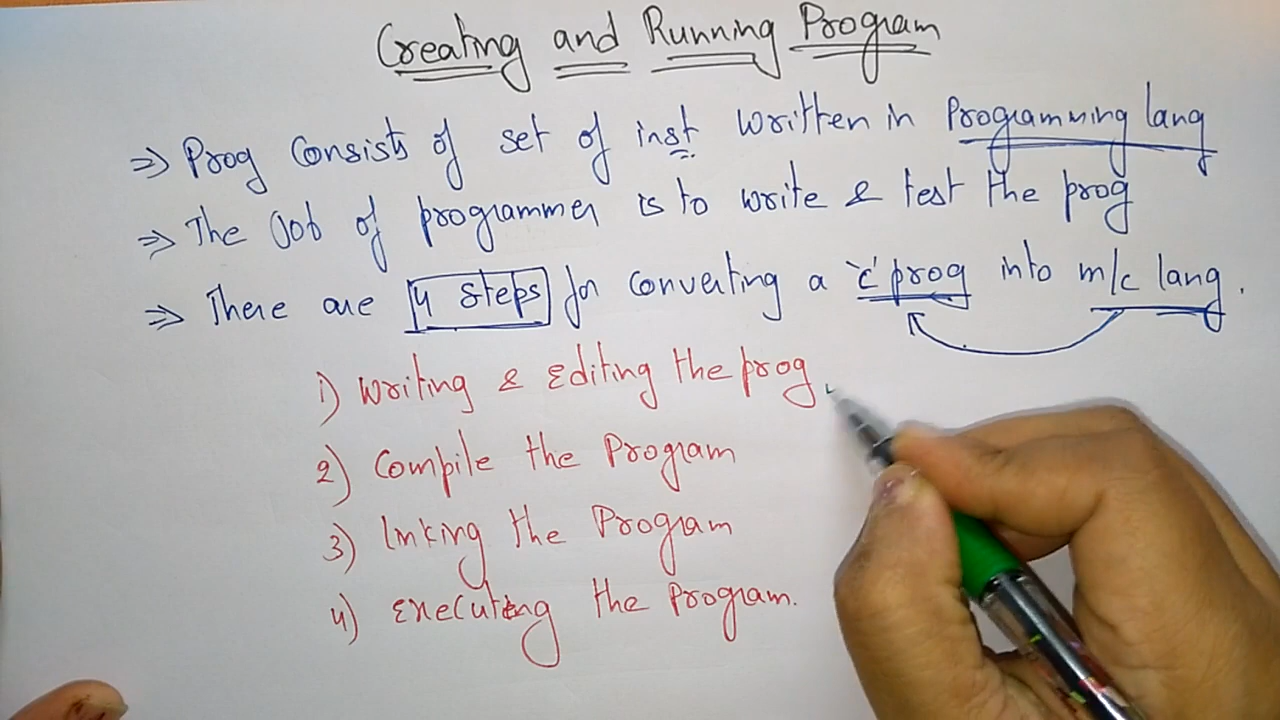 Creating and Running Program
⇒ Prog Consists of set of inst written in Programming lang
⇒ The Job of programmer is to write & test the prog
⇒ There are 4 Steps for Converting a 'c' prog into m/c lang.
1) Writing & Editing the prog
2) Compile the Program
3) linking the Program
4) Executing the Program.